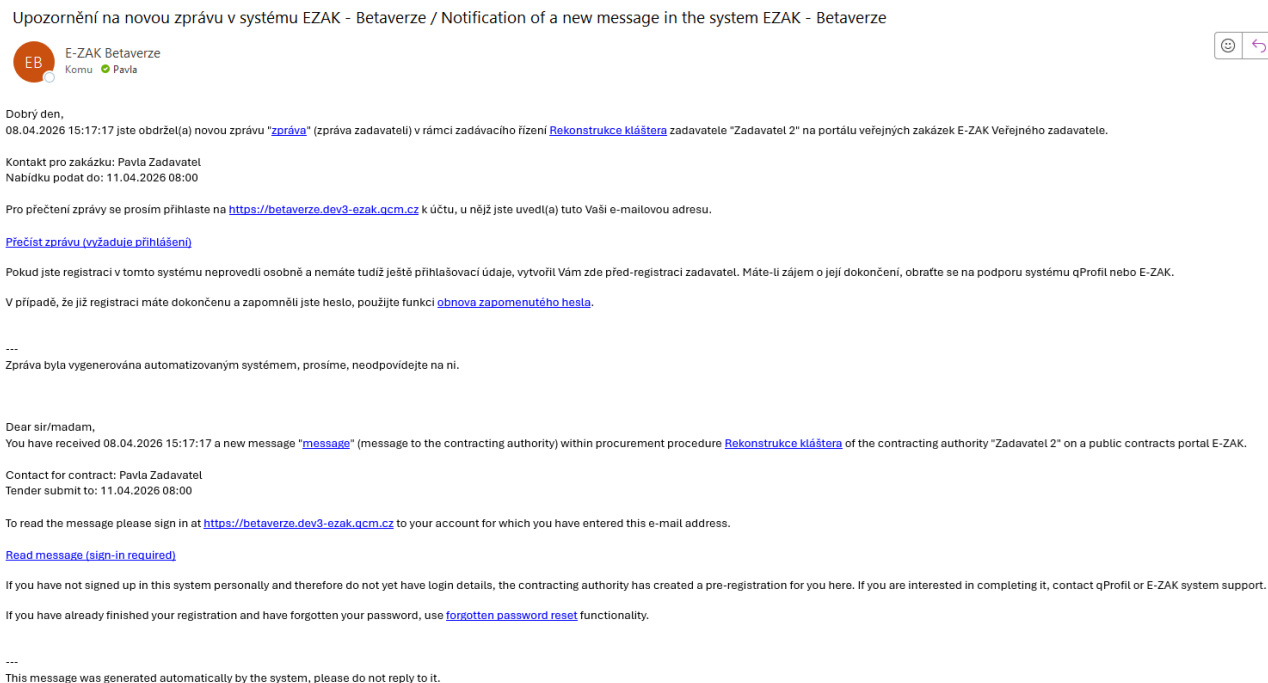 Upozornění na novou zprávu v systému EZAK - Betaverze / Notification of a new message in the system EZAK - Betaverze
EB
E-ZAK Betaverze
Komu Pavla
Dobrý den,
08.04.2026 15:17:17 jste obdržel(a) novou zprávu "zpráva" (zpráva zadavateli) v rámci zadávacího řízení Rekonstrukce kláštera zadavatele "Zadavatel 2" na portálu veřejných zakázek E-ZAK Veřejného zadavatele.
Kontakt pro zakázku: Pavla Zadavatel
Nabídku podat do: 11.04.2026 08:00
Pro přečtení zprávy se prosím přihlaste na https://betaverze.dev3-ezak.qcm.cz k účtu, u nějž jste uvedl(a) tuto Vaši e-mailovou adresu.
Přečíst zprávu (vyžaduje přihlášení)
Pokud jste registraci v tomto systému neprovedli osobně a nemáte tudíž ještě přihlašovací údaje, vytvořil Vám zde před-registraci zadavatel. Máte-li zájem o její dokončení, obraťte se na podporu systému qProfil nebo E-ZAK.
V případě, že již registraci máte dokončenu a zapomněli jste heslo, použijte funkci obnova zapomenutého hesla.
---
Zpráva byla vygenerována automatizovaným systémem, prosíme, neodpovídejte na ni.
Dear sir/madam,
You have received 08.04.2026 15:17:17 a new message "message" (message to the contracting authority) within procurement procedure Rekonstrukce kláštera of the contracting authority "Zadavatel 2" on a public contracts portal E-ZAK.
Contact for contract: Pavla Zadavatel
Tender submit to: 11.04.2026 08:00
To read the message please sign in at https://betaverze.dev3-ezak.qcm.cz to your account for which you have entered this e-mail address.
Read message (sign-in required)
If you have not signed up in this system personally and therefore do not yet have login details, the contracting authority has created a pre-registration for you here. If you are interested in completing it, contact qProfil or E-ZAK system support.
If you have already finished your registration and have forgotten your password, use forgotten password reset functionality.
---
This message was generated automatically by the system, please do not reply to it.